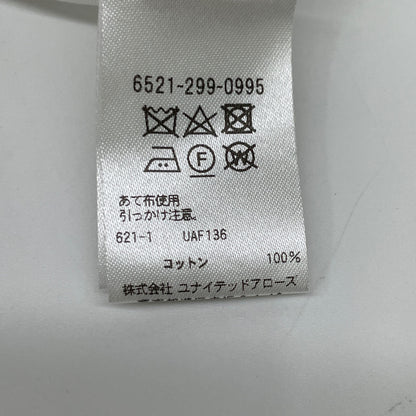 6521-299-0995
F
W
あて布使用
引っかけ注意。
621-1 UAF136
コットン 100%
株式会社 ユナイテッドアローズ